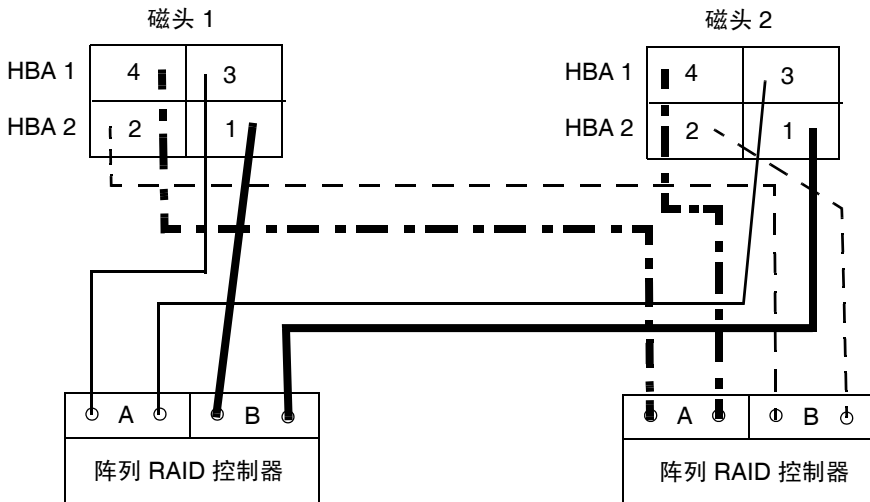 磁头 1 磁头 2
HBA 1 4 3 HBA 1 4 3
HBA 2 2 1 HBA 2 2 1
A B A B
阵列 RAID 控制器 阵列 RAID 控制器